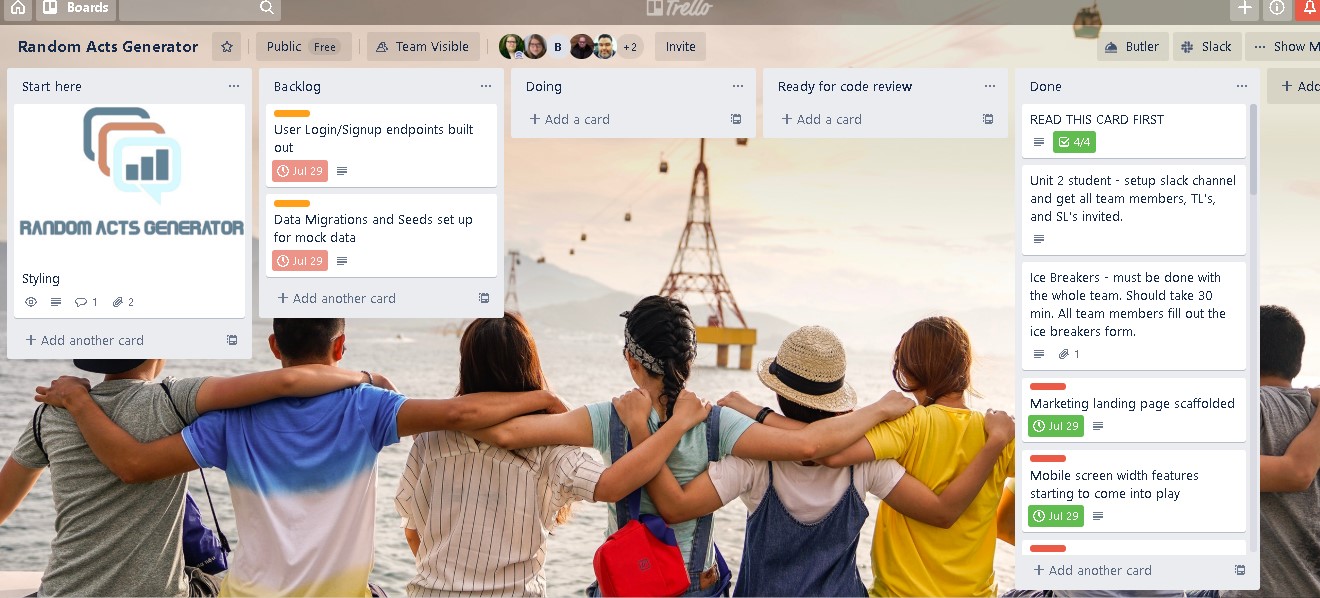 Boards
Trello
Random Acts Generator
Public Free
Team Visible
B
+2
Invite
Butler
Slack
Show M
Start here
RANDOM ACTS GENERATOR
Styling
1
2
+ Add another card
Backlog
User Login/Signup endpoints built
out
Jul 29
Data Migrations and Seeds set up
for mock data
Jul 29
+ Add another card
Doing
+ Add a card
Ready for code review
+ Add a card
Done
READ THIS CARD FIRST
4/4
Unit 2 student - setup slack channel
and get all team members, TL's,
and SL's invited.
Ice Breakers - must be done with
the whole team. Should take 30
min. All team members fill out the
ice breakers form.
1
Marketing landing page scaffolded
Jul 29
Mobile screen width features
starting to come into play
Jul 29
+ Add another card
+ Add